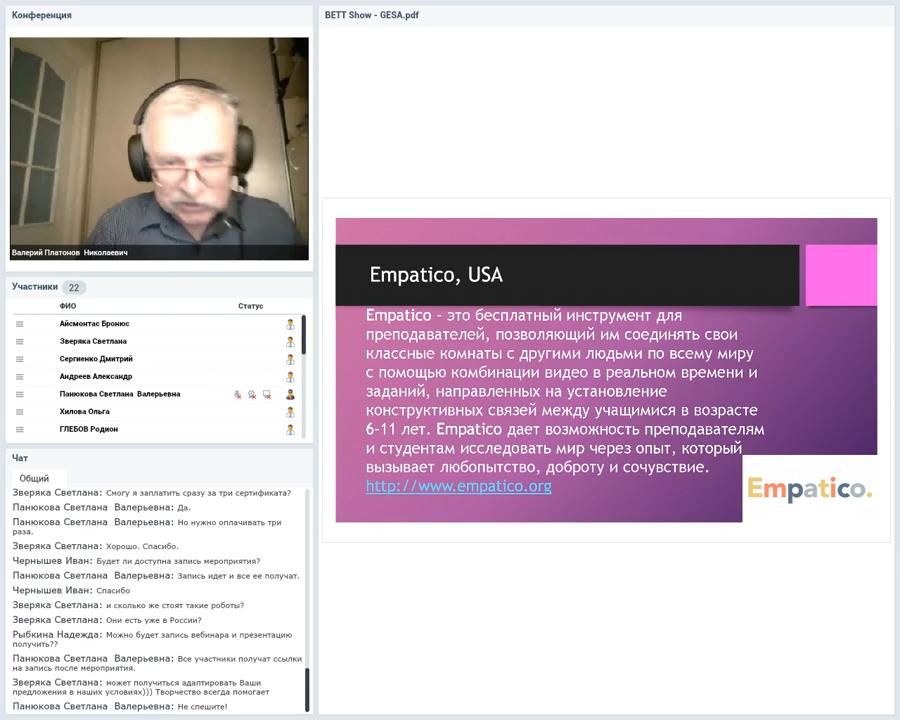 Конференция
Валерий Платонов Николаевич
Участники 22
ФИО Статус
Айсмонтас Бронюс
Зверяка Светлана
Сергиенко Дмитрий
Андреев Александр
Панюкова Светлана Валерьевна
Хилова Ольга
ГЛЕБОВ Родион
Чат
Общий
Зверяка Светлана: Смогу я заплатить сразу за три сертификата?
Панюкова Светлана Валерьевна: Да.
Панюкова Светлана Валерьевна: Но нужно оплачивать три
раза.
Зверяка Светлана: Хорошо. Спасибо.
Чернышев Иван: Будет ли доступна запись мероприятия?
Панюкова Светлана Валерьевна: Запись идет и все ее получат.
Чернышев Иван: Спасибо
Зверяка Светлана: и сколько же стоят такие роботы?
Зверяка Светлана: Они есть уже в России?
Рыбкина Надежда: Можно будет запись вебинара и презентацию
получить??
Панюкова Светлана Валерьевна: Все участники получат ссылки
на запись после мероприятия.
Зверяка Светлана: может получиться адаптировать Ваши
предложения в наших условиях))) Творчество всегда помогает
Панюкова Светлана Валерьевна: Не спешите!
BETT Show - GESA.pdf
Empatico, USA
Empatico – это бесплатный инструмент для
преподавателей, позволяющий им соединять свои
классные комнаты с другими людьми по всему миру
с помощью комбинации видео в реальном времени и
заданий, направленных на установление
конструктивных связей между учащимися в возрасте
6-11 лет. Empatico дает возможность преподавателям
и студентам исследовать мир через опыт, который
вызывает любопытство, доброту и сочувствие.
http://www.empatico.org
Empatico.